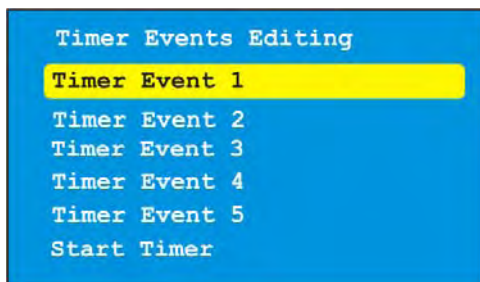 Timer Events Editing
Timer Event 1
Timer Event 2
Timer Event 3
Timer Event 4
Timer Event 5
Start Timer